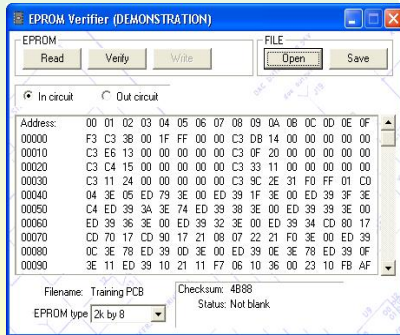 EPROM Verifier (DEMONSTRATION)
EPROM
FILE
Read Verify Write Open Save
In circuit Out circuit
Address: 00 01 02 03 04 05 06 07 08 09 0A 0B 0C 0D 0E 0F
00000 F3 C3 3B 00 1F FF 00 00 C3 DB 14 00 00 00 00 00
00010 C3 E6 13 00 00 00 00 00 C3 0F 20 00 00 00 00 00
00020 C3 C4 15 00 00 00 00 00 C3 33 11 00 00 00 00 00
00030 C3 11 24 00 00 00 00 00 C3 9C 2E 31 F0 FF 01 C0
00040 04 3E 05 ED 79 3E 00 ED 39 1F 3E 00 ED 39 3F 3E
00050 C4 ED 39 3A 3E 74 ED 39 38 3E 00 ED 39 39 3E 00
00060 ED 39 36 3E 00 ED 39 32 3E 00 ED 39 34 CD 80 17
00070 CD 70 17 CD 90 17 21 08 07 22 21 F0 3E 00 ED 39
00080 0C 3E 78 ED 39 0D 3E 00 ED 39 0E 3E 78 ED 39 0F
00090 3E 11 ED 39 10 21 11 F7 06 10 36 00 23 10 FB AF
Filename: Training PCB Checksum: 4B88
Status: Not blank
EPROM type 2k by 8